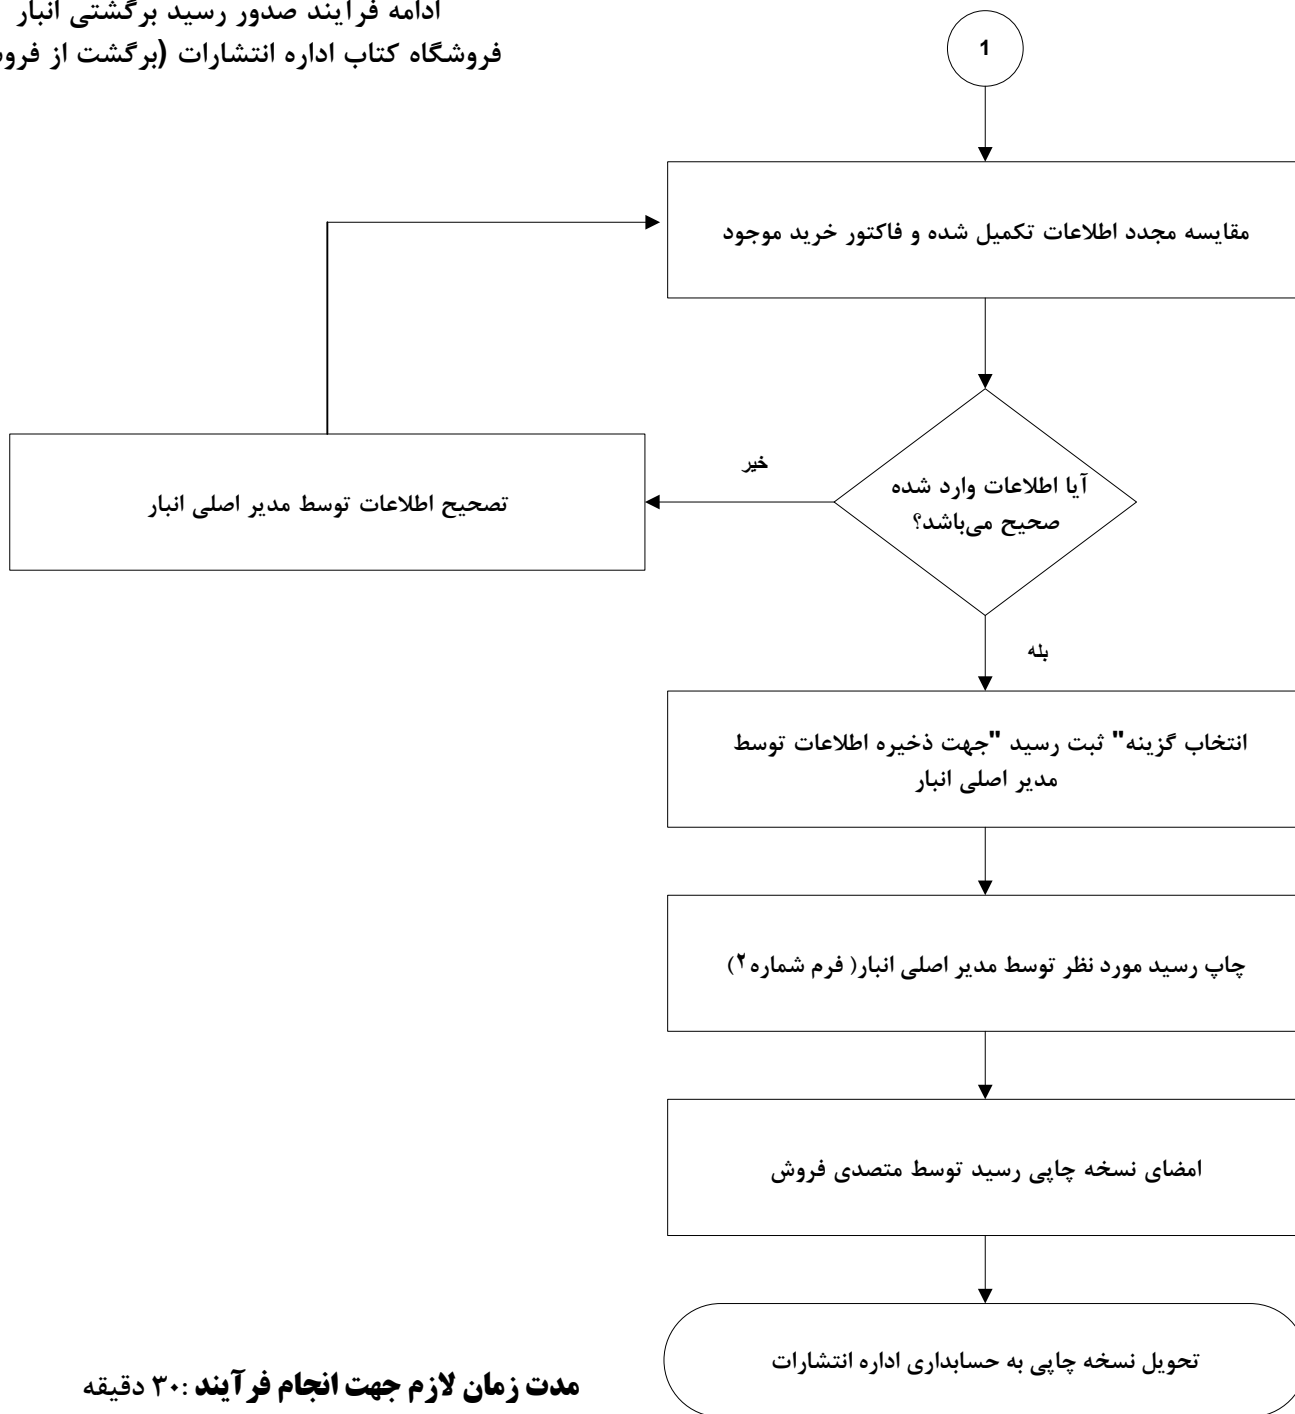 ادامه فرآیند صدور رسید برگشتی انبار
فروشگاه کتاب اداره انتشارات (برگشت از
1
مقایسه مجدد اطلاعات تکمیل شده و فاکتور خرید موجود
آیا اطلاعات وارد شده
صحیح می‌باشد؟
خیر
تصحیح اطلاعات توسط مدیر اصلی انبار
بله
انتخاب گزینه" ثبت رسید "جهت ذخیره اطلاعات توسط
مدیر اصلی انبار
چاپ رسید مورد نظر توسط مدیر اصلی انبار( فرم شماره ۲)
امضای نسخه چاپی رسید توسط متصدی فروش
تحویل نسخه چاپی به حسابداری اداره انتشارات
مدت زمان لازم جهت انجام فرآیند :۳۰ دقیقه